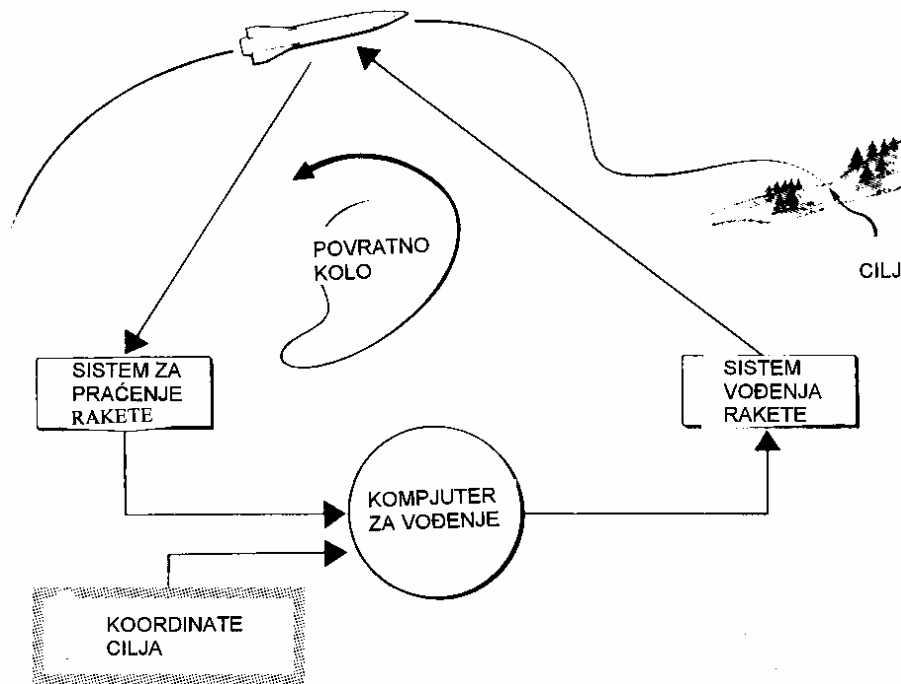 POVRATNO
KOLO
CILJ
SISTEM ZA
PRAĆENJE
RAKETE
SISTEM
VOĐENJA
RAKETE
KOMPJUTER
ZA VOĐENJE
KOORDINATE
CILJA